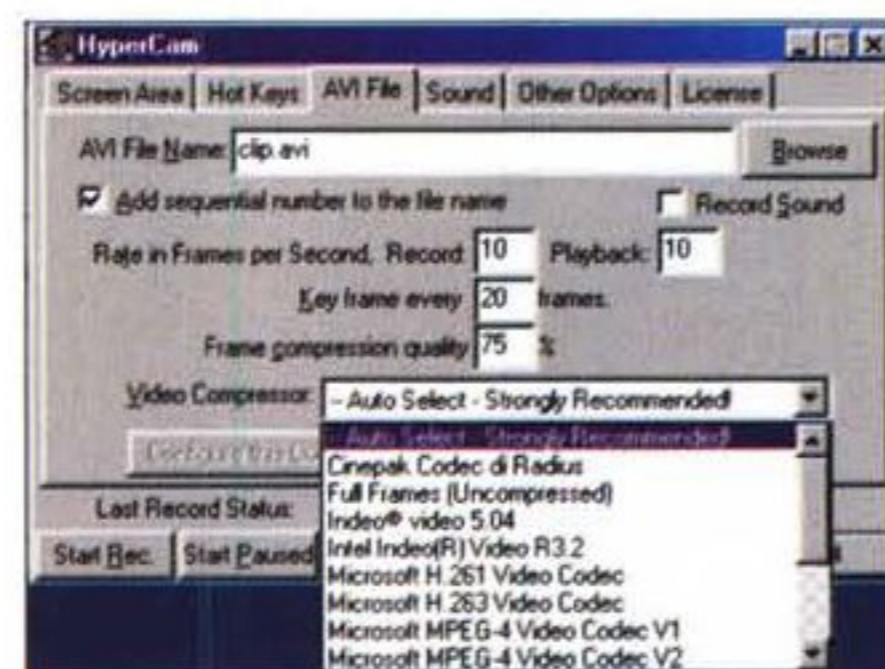 HyperCam
Screen Area Hot Keys AVI File Sound Other Options License
AVI File Name: clip.avi Browse
Add sequential number to the file name Record Sound
Rate in Frames per Second, Record: 10 Playback: 10
Key frame every 20 frames.
Frame compression quality 75 %
Video Compressor: - Auto Select - Strongly Recommended!
- Auto Select - Strongly Recommended!
Cinepak Codec di Radius
Full Frames (Uncompressed)
Last Record Status:
Indeo® video 5.04
Start Rec. Start Paused Intel Indeo(R) Video R3.2
Microsoft H.261 Video Codec
Microsoft H.263 Video Codec
Microsoft MPEG-4 Video Codec V1
Microsoft MPEG-4 Video Codec V2